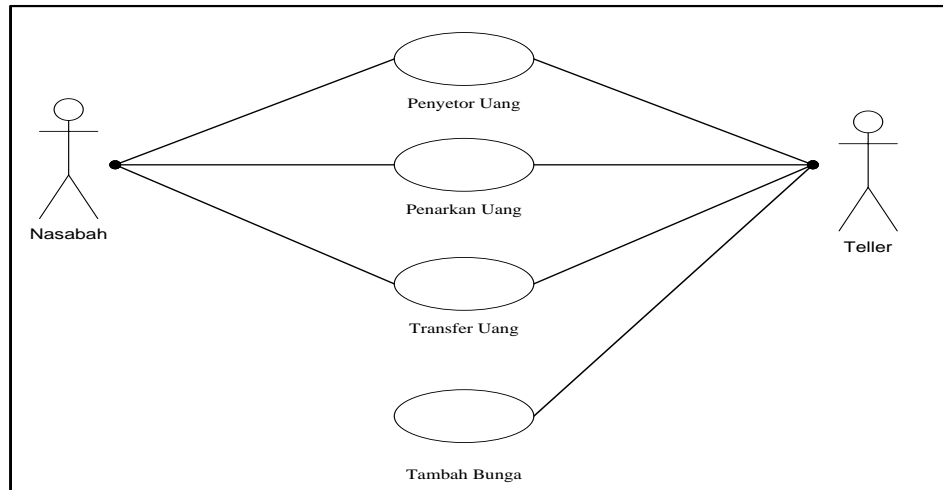 Penyetor Uang
Penarkan Uang
Nasabah
Teller
Transfer Uang
Tambah Bunga